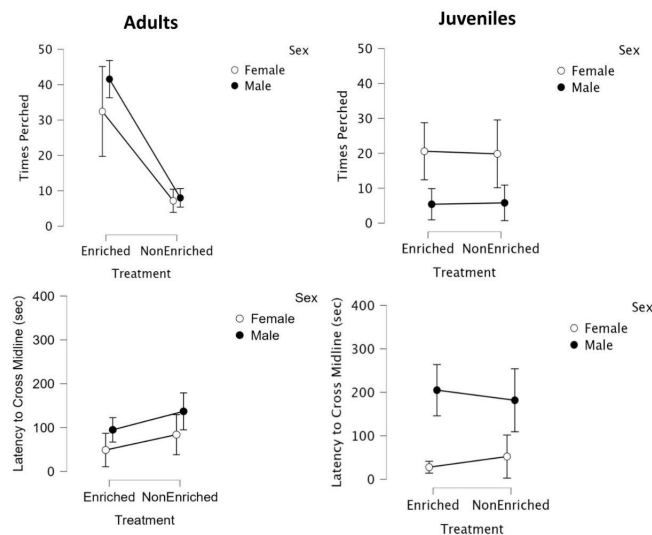 Adults
Juveniles
Sex
Female
Male
Times Perched
50
40
30
20
10
0
Enriched NonEnriched
Treatment
Sex
Female
Male
Times Perched
50
40
30
20
10
0
Enriched NonEnriched
Treatment
Sex
Female
Male
Latency to Cross Midline (sec)
400
300
200
100
0
Enriched NonEnriched
Treatment
Sex
Female
Male
Latency to Cross Midline (sec)
400
300
200
100
0
Enriched NonEnriched
Treatment